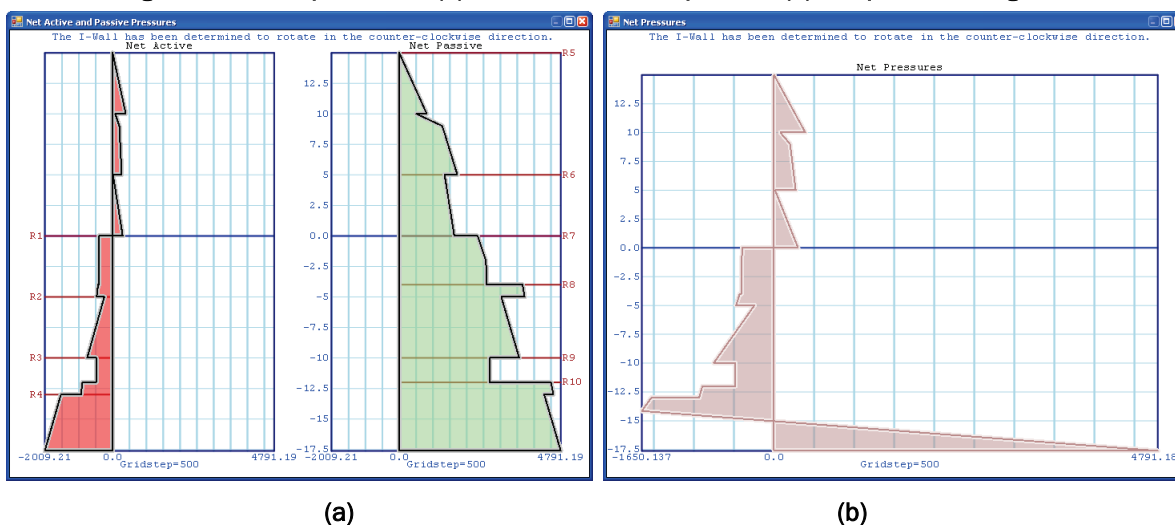 Net Active and Passive Pressures
The I-Wall has been determined to rotate in the counter-clockwise direction.
Net Active
Net Passive
R5
12.5
10
7.5
5
R6
2.5
R1
0.0
R7
-2.5
R8
R2
-5
-7.5
R3
-10
R9
R10
R4
-12.5
-15
-17.5
-2009.21
0.0
4791.19
-2009.21
0.0
4791.19
Gridstep=500
Gridstep=500
(a)
Net Pressures
The I-Wall has been determined to rotate in the counter-clockwise direction.
Net Pressures
12.5
10
7.5
5
2.5
0.0
-2.5
-5
-7.5
-10
-12.5
-15
-17.5
-1650.137
0.0
4791.18
Gridstep=500
(b)